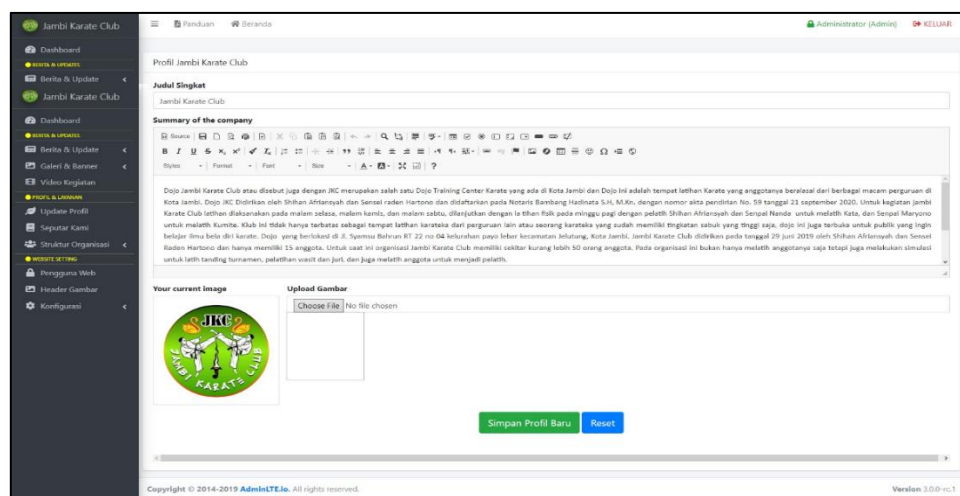 Jambi Karate Club
Panduan Beranda Administrator (Admin) KELUAR
Dashboard
BERITA & UPDATES
Berita & Update
Jambi Karate Club
Dashboard
BERITA & UPDATES
Berita & Update
Galeri & Banner
Video Kegiatan
PROFIL & LAYANAN
Update Profil
Seputar Kami
Struktur Organisasi
WEBSITE SETTING
Pengguna Web
Header Gambar
Konfigurasi
Profil Jambi Karate Club
Judul Singkat
Jambi Karate Club
Summary of the company
Source
B I U S x₂ x² Tx
Styles Format Font Size A A ?
Dojo Jambi Karate Club atau disebut juga dengan JKC merupakan salah satu Dojo Training Center Karate yang ada di Kota Jambi dan Dojo ini adalah tempat latihan Karate yang anggotanya beralasal dari berbagai macam perguruan di
Kota Jambi. Dojo JKC Didirikan oleh Shihan Afriansyah dan Sensei raden Hartono dan didaftarkan pada Notaris Bambang Hadinata S.H, M.Kn. dengan nomor akta pendirian No. 59 tanggal 21 september 2020. Untuk kegiatan jambi
Karate Club latihan dlaksanakan pada malam selasa, malam kamis, dan malam sabtu, dilanjutkan dengan la tihan fisik pada minggu pagi dengan pelatih Shihan Afriansyah dan Senpai Nanda untuk melatih Kata, dan Senpai Maryono
untuk melatih Kumite. Klub ini tidak hanya terbatas sebagai tempat latihan karateka dari perguruan lain atau seorang karateka yang sudah memiliki tingkatan sabuk yang tinggi saja, dojo ini juga terbuka untuk publik yang ingin
belajar ilmu bela diri karate. Dojo yang berlokasi di Jl. Syamsu Bahrun RT 22 no 04 kelurahan payo lebar kecamatan Jelutung, Kota Jambi. Jambi Karate Club didirikan pada tanggal 29 juni 2019 oleh Shihan Afriansyah dan Sensei
Raden Hartono dan hanya memiliki 15 anggota. Untuk saat ini organisasi Jambi Karate Club memiliki sekitar kurang lebih 50 orang anggota. Pada organisasi ini bukan hanya melatih anggotanya saja tetapi juga melakukan simulasi
untuk latih tanding turnamen, pelatihan wasit dan juri, dan juga melatih anggota untuk menjadi pelatih.
Your current image Upload Gambar
Choose File No file chosen
JKC
JAMBI KARATE CLUB
Simpan Profil Baru Reset
Copyright © 2014-2019 AdminLTE.io. All rights reserved. Version 3.0.0-rc.1